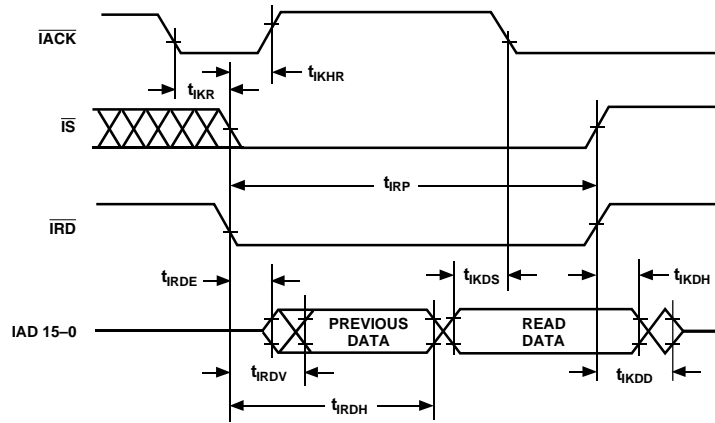 IACK
tIKHR
tIKR
IS
tIRP
IRD
tIRDE
tIKDS
tIKDH
IAD 15–0
PREVIOUS
DATA
READ
DATA
tIRDV
tIKDD
tIRDH